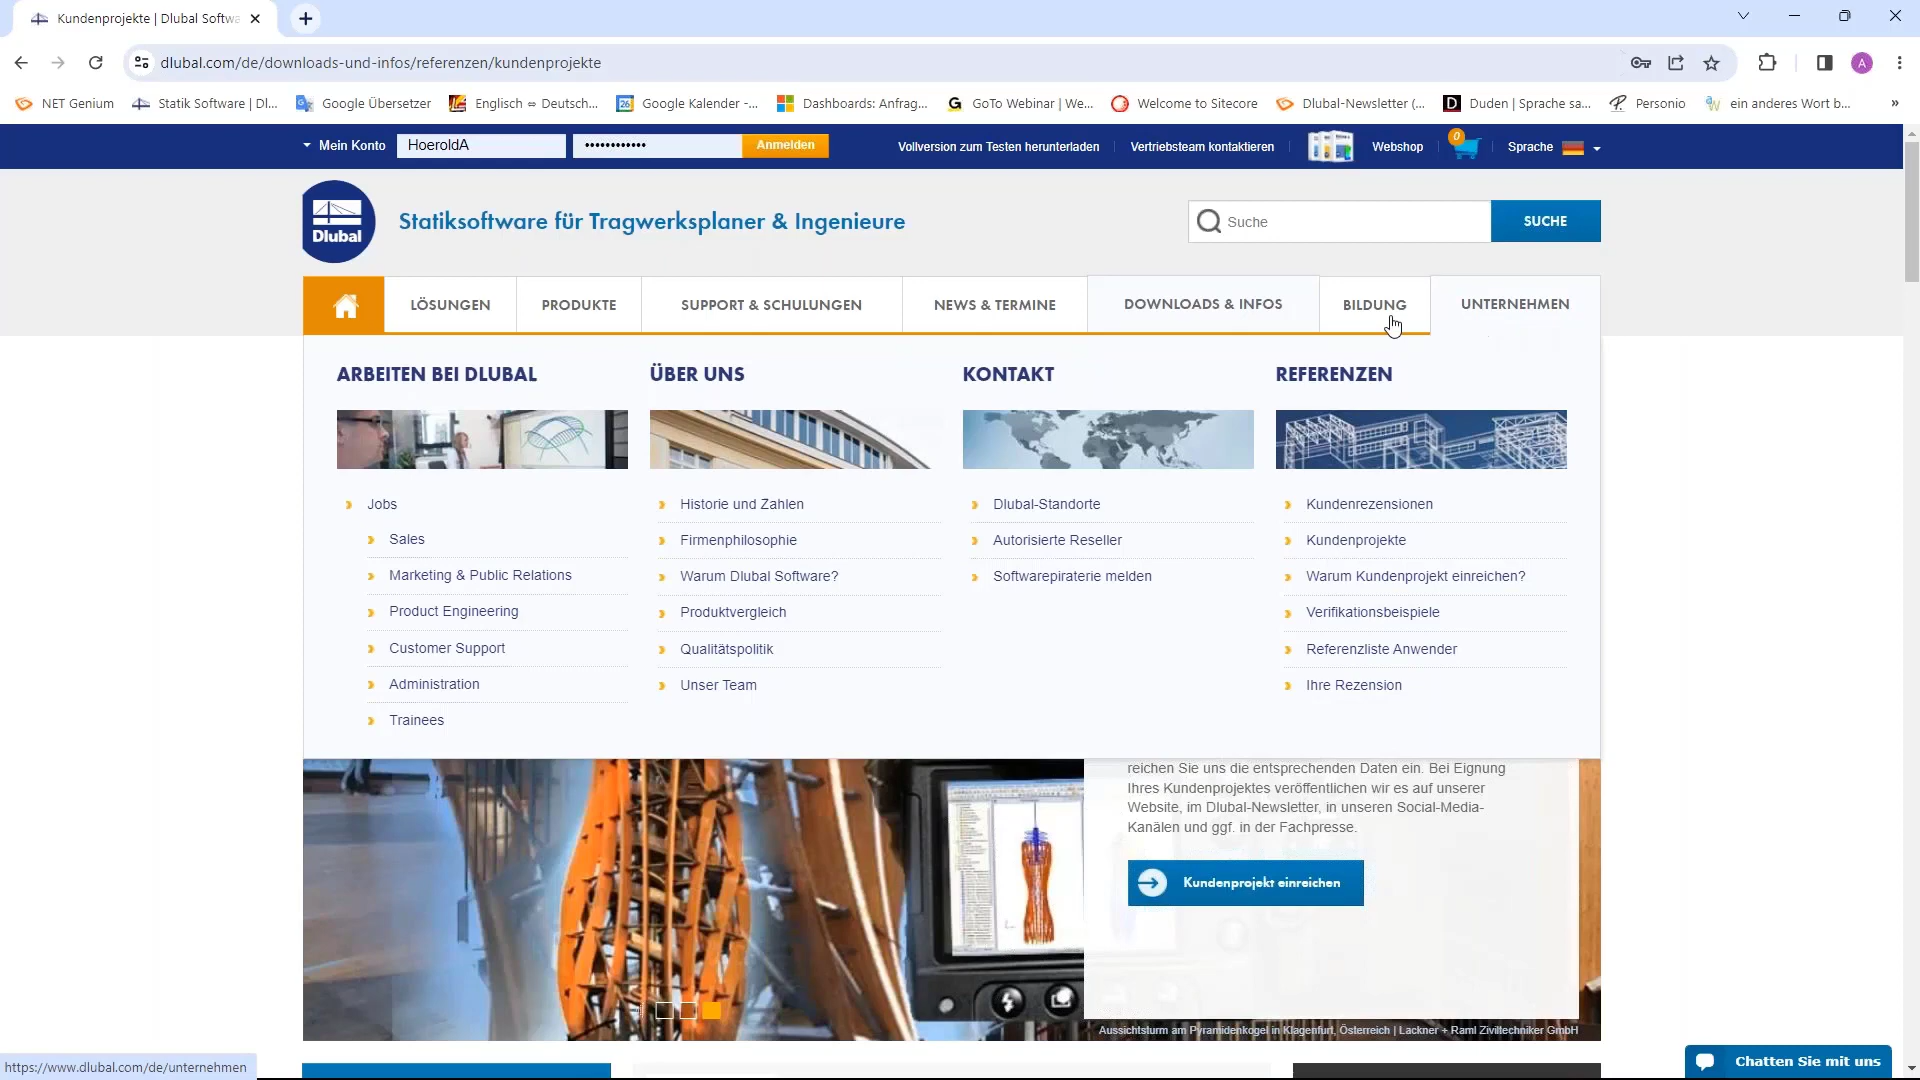 Kundenprojekte | Dlubal Softwa
dlubal.com/de/downloads-und-infos/referenzen/kundenprojekte
A
NET Genium
Statik Software | Dl...
Google Übersetzer
Englisch ⇔ Deutsch...
Google Kalender -...
Dashboards: Anfrag...
GoTo Webinar | We...
Welcome to Sitecore
Dlubal-Newsletter (...
Duden | Sprache sa...
Personio
ein anderes Wort b...
»
Mein Konto
HoeroldA
••••••••••••
Anmelden
Vollversion zum Testen herunterladen
Vertriebsteam kontaktieren
Webshop
0
Sprache
Dlubal
Statiksoftware für Tragwerksplaner & Ingenieure
Suche
SUCHE
LÖSUNGEN
PRODUKTE
SUPPORT & SCHULUNGEN
NEWS & TERMINE
DOWNLOADS & INFOS
BILDUNG
UNTERNEHMEN
ARBEITEN BEI DLUBAL
Jobs
Sales
Marketing & Public Relations
Product Engineering
Customer Support
Administration
Trainees
ÜBER UNS
Historie und Zahlen
Firmenphilosophie
Warum Dlubal Software?
Produktvergleich
Qualitätspolitik
Unser Team
KONTAKT
Dlubal-Standorte
Autorisierte Reseller
Softwarepiraterie melden
REFERENZEN
Kundenrezensionen
Kundenprojekte
Warum Kundenprojekt einreichen?
Verifikationsbeispiele
Referenzliste Anwender
Ihre Rezension
reichen Sie uns die entsprechenden Daten ein. Bei Eignung
Ihres Kundenprojektes veröffentlichen wir es auf unserer
Website, im Dlubal-Newsletter, in unseren Social-Media-
Kanälen und ggf. in der Fachpresse.
Kundenprojekt einreichen
Aussichtsturm am Pyramidenkogel in Klagenfurt, Österreich | Lackner + Raml Ziviltechniker GmbH
https://www.dlubal.com/de/unternehmen
Chatten Sie mit uns